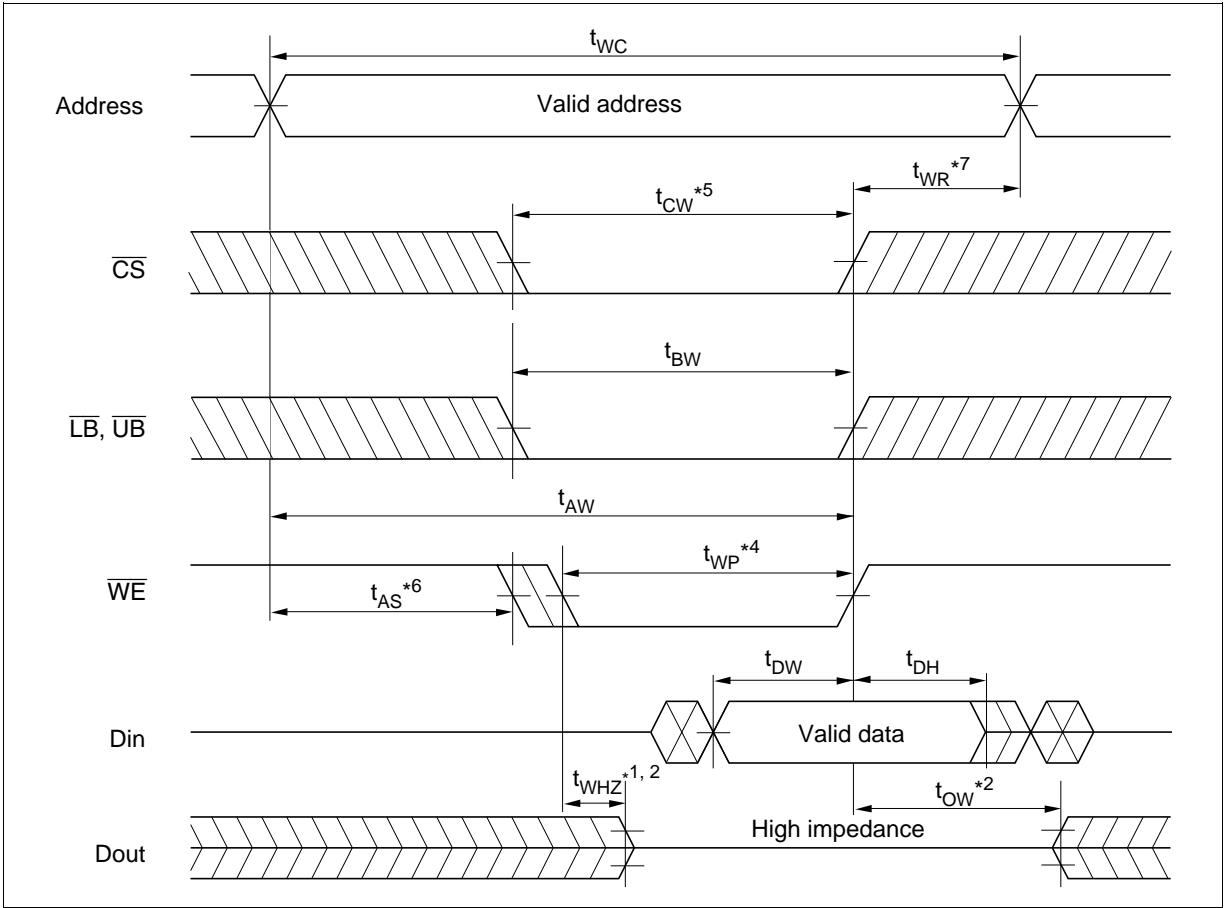 tWC
Address
Valid address
tWR*7
tCW*5
CS
tBW
LB, UB
tAW
tWP*4
WE
tAS*6
tDW
tDH
Din
Valid data
tWHZ*1, 2
tOW*2
High impedance
Dout